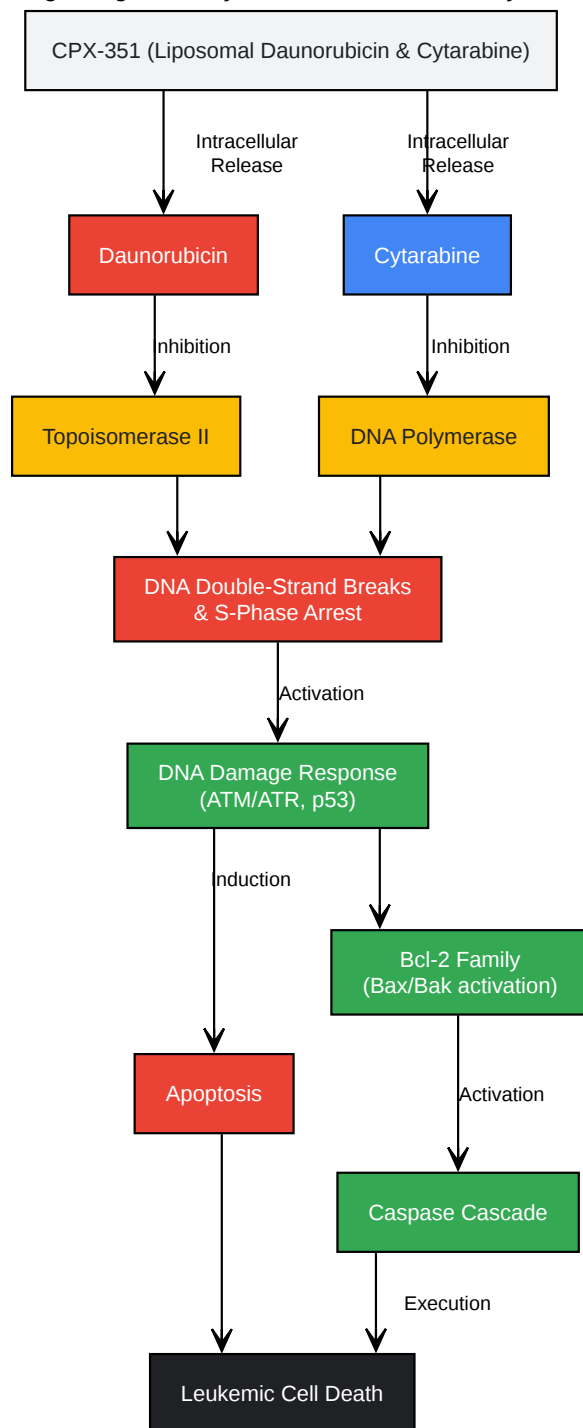 CPX-351 (Liposomal Daunorubicin & Cytarabine)
Intracellular
Release
Intracellular
Release
Daunorubicin
Cytarabine
Inhibition
Inhibition
Topoisomerase II
DNA Polymerase
DNA Double-Strand Breaks
& S-Phase Arrest
Activation
DNA Damage Response
(ATM/ATR, p53)
Induction
Bcl-2 Family
(Bax/Bak activation)
Apoptosis
Activation
Caspase Cascade
Execution
Leukemic Cell Death